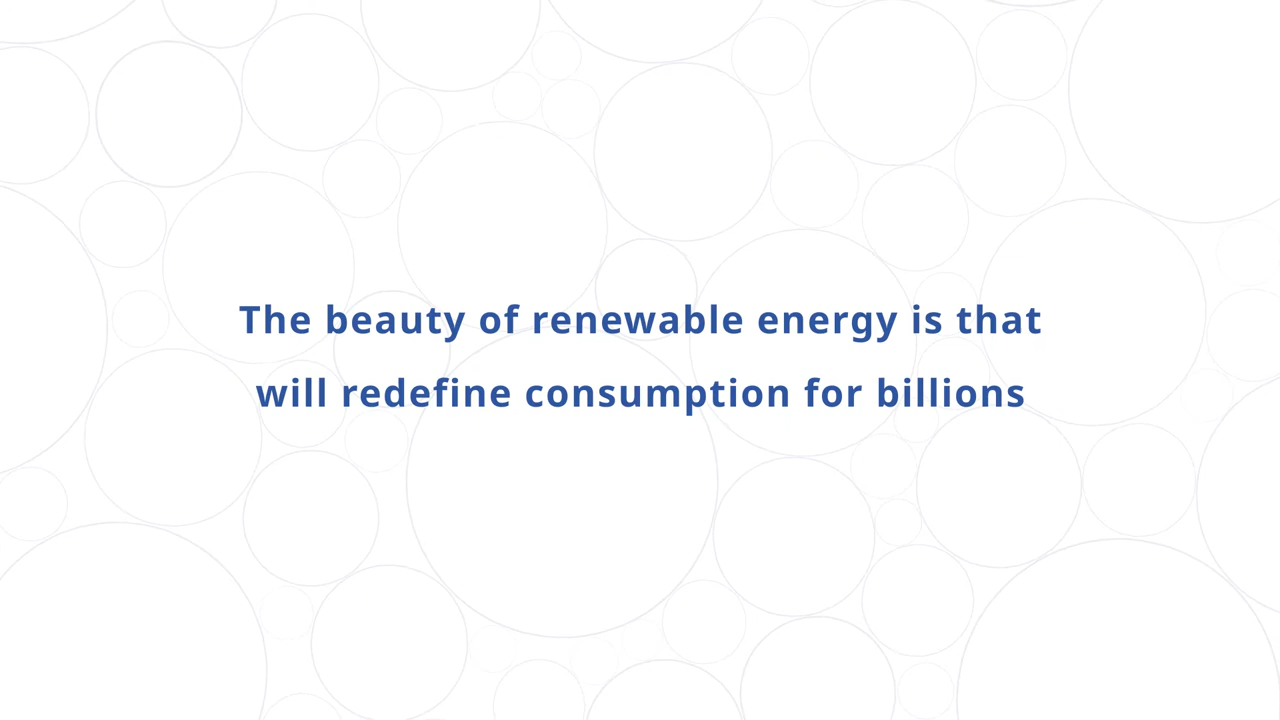 The beauty of renewable energy is that
will redefine consumption for billions